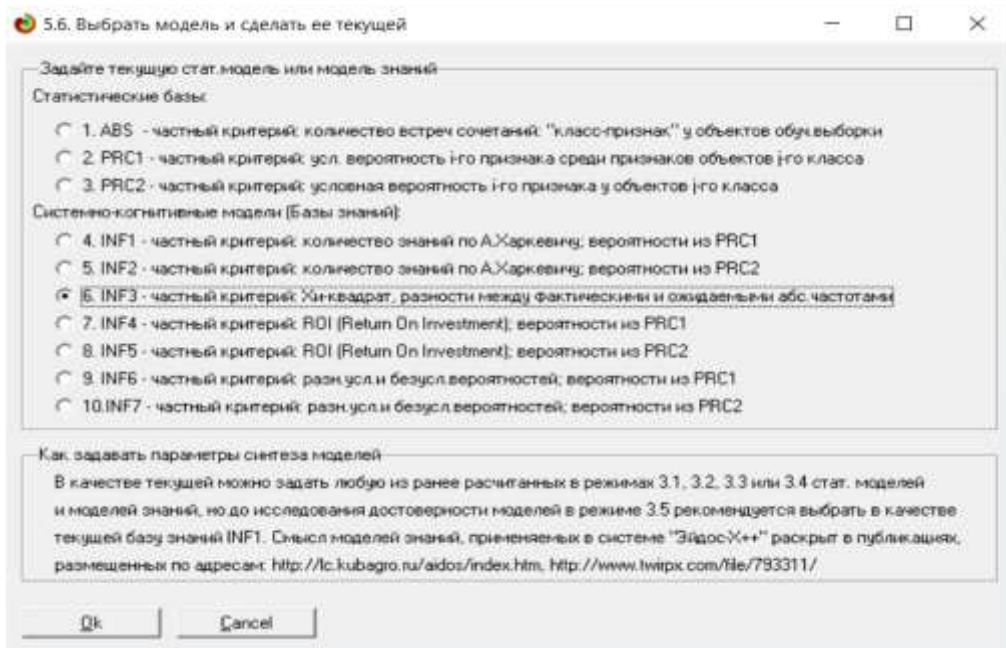 5.6. Выбрать модель и сделать ее текущей
Задайте текущую стат.модель или модель знаний
Статистические базы:
1. ABS - частный критерий: количество встреч сочетаний: "класс-признак" у объектов обуч.выборки
2. PRC1 - частный критерий: усл. вероятность i-го признака среди признаков объектов j-го класса
3. PRC2 - частный критерий: условная вероятность i-го признака у объектов j-го класса
Системно-когнитивные модели (Базы знаний):
4. INF1 - частный критерий: количество знаний по А.Харкевичу; вероятности из PRC1
5. INF2 - частный критерий: количество знаний по А.Харкевичу; вероятности из PRC2
6. INF3 - частный критерий: Хи-квадрат, разности между фактическими и ожидаемыми абс.частотами
7. INF4 - частный критерий: ROI (Return On Investment); вероятности из PRC1
8. INF5 - частный критерий: ROI (Return On Investment); вероятности из PRC2
9. INF6 - частный критерий: разн.усл.и безусл.вероятностей; вероятности из PRC1
10.INF7 - частный критерий: разн.усл.и безусл.вероятностей; вероятности из PRC2
Как задавать параметры синтеза моделей
В качестве текущей можно задать любую из ранее расчитанных в режимах 3.1, 3.2, 3.3 или 3.4 стат. моделей
и моделей знаний, но до исследования достоверности моделей в режиме 3.5 рекомендуется выбрать в качестве
текущей базу знаний INF1. Смысл моделей знаний, применяемых в системе "Эйдос-Х++" раскрыт в публикациях,
размещенных по адресам: http://lc.kubagro.ru/aidos/index.htm, http://www.twirpx.com/file/793311/
Ok
Cancel